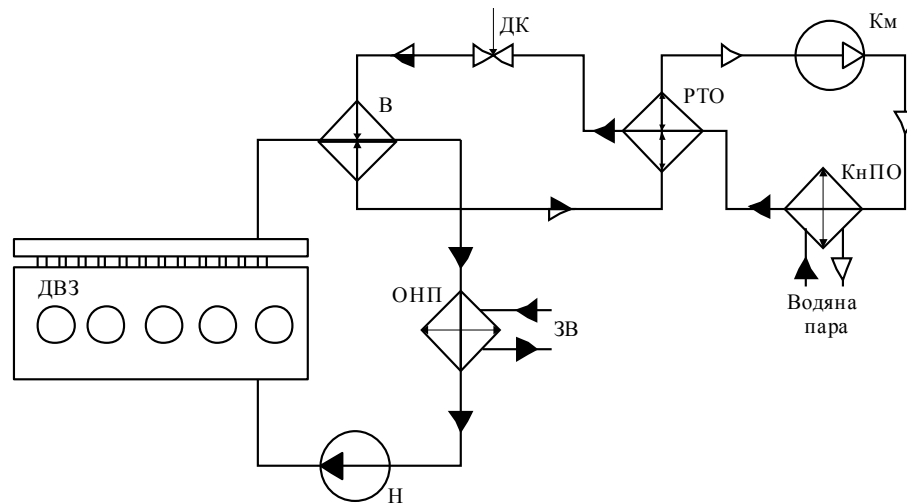 ДК
Км
В
РТО
КнПО
ДВЗ
ОНП
ЗВ
Водяна
пара
Н